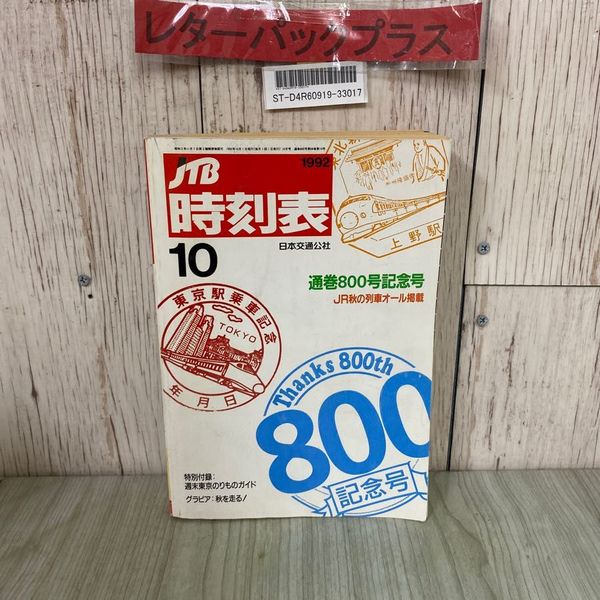 レターパックプラス
ST-D4R60919-33017
1992
JTB
時刻表
10
日本交通公社
上野駅
通巻800号記念号
JR秋の列車オール掲載
東京駅乗車記念
TOKYO
年月日
Thanks 800th
800
記念号
特別付録:
週末東京のりものガイド
グラビア:秋を走る!